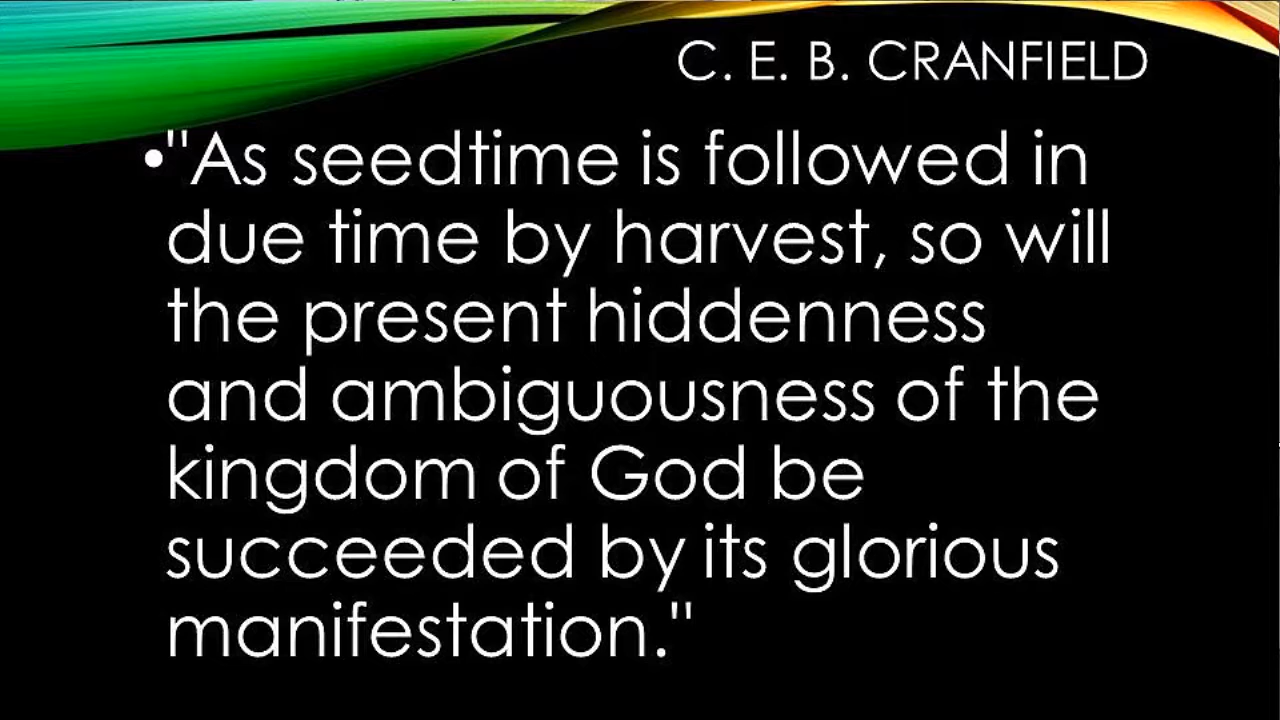 C. E. B. CRANFIELD
•"As seedtime is followed in
due time by harvest, so will
the present hiddenness
and ambiguousness of the
kingdom of God be
succeeded by its glorious
manifestation."